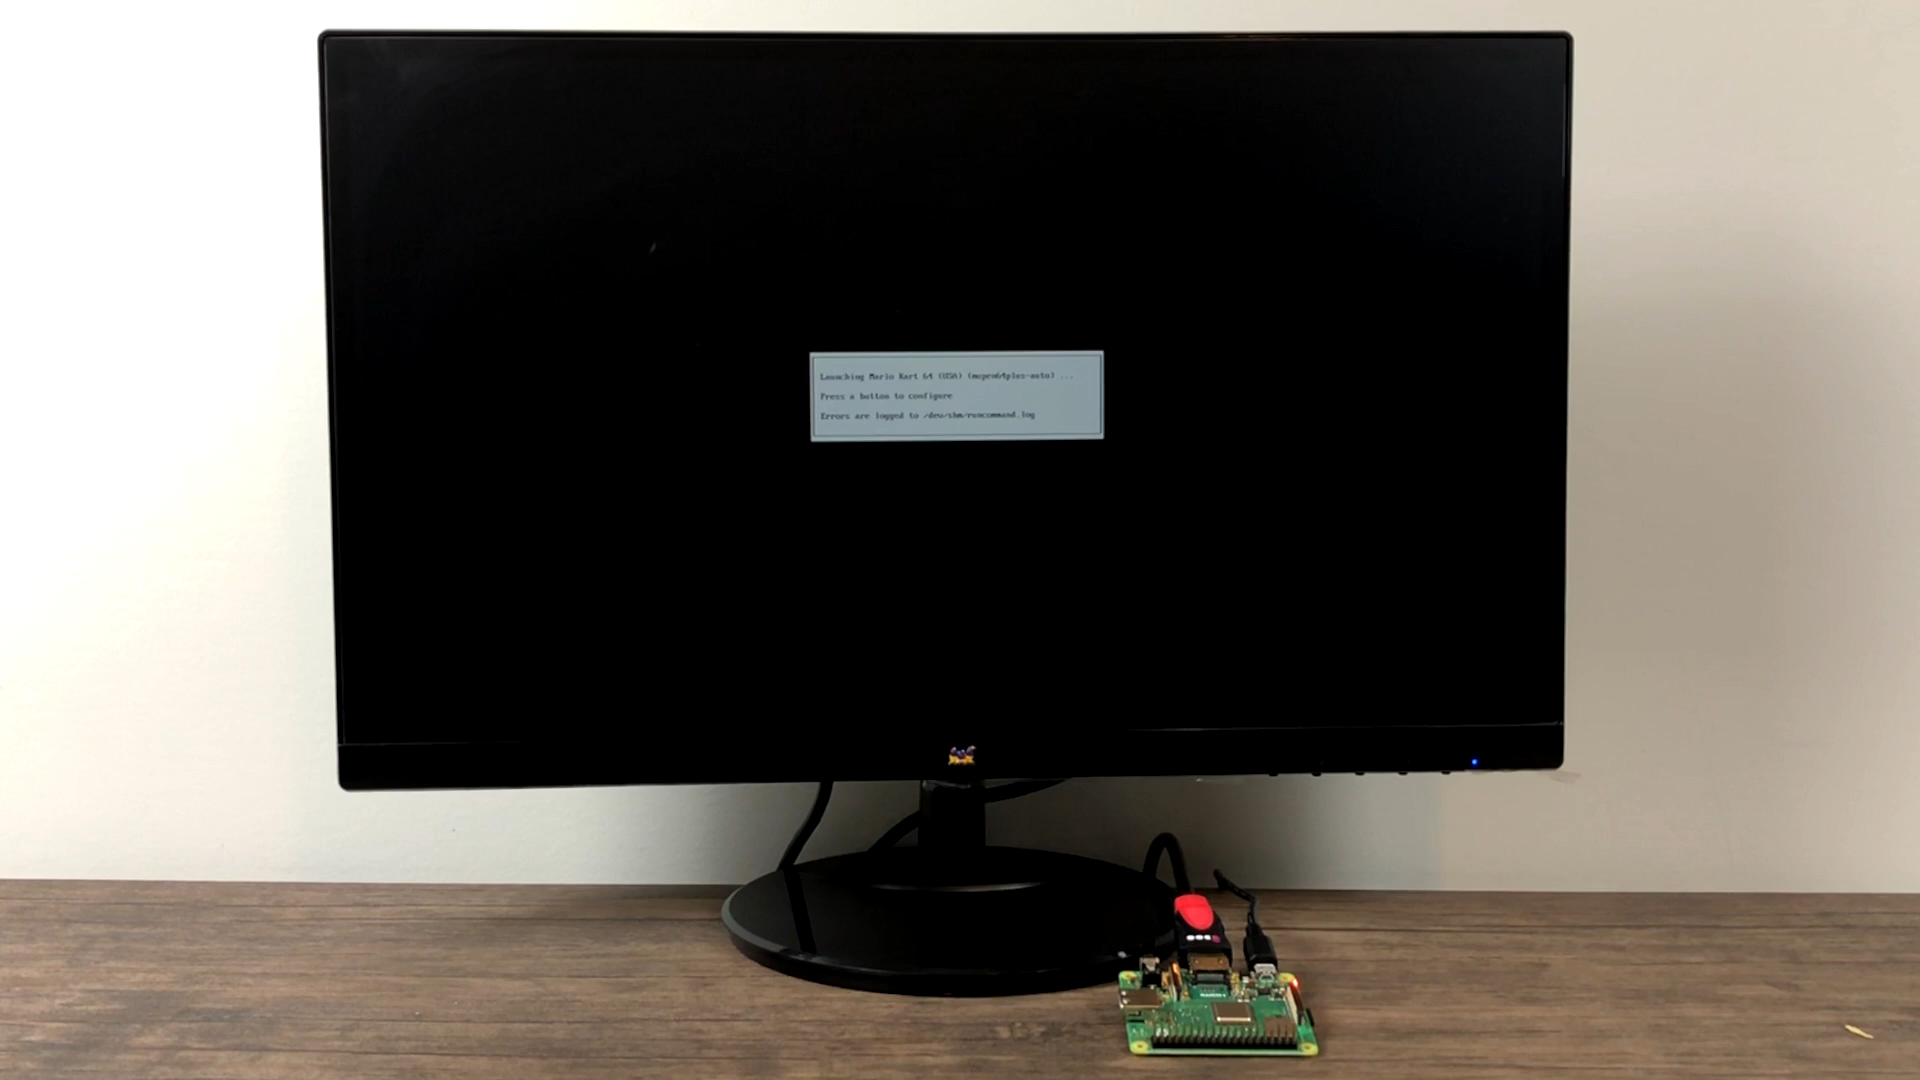 Launching Mario Kart 64 (USA) (mupen64plus-auto) ...
Press a button to configure
Errors are logged to /dev/shm/runcommand.log